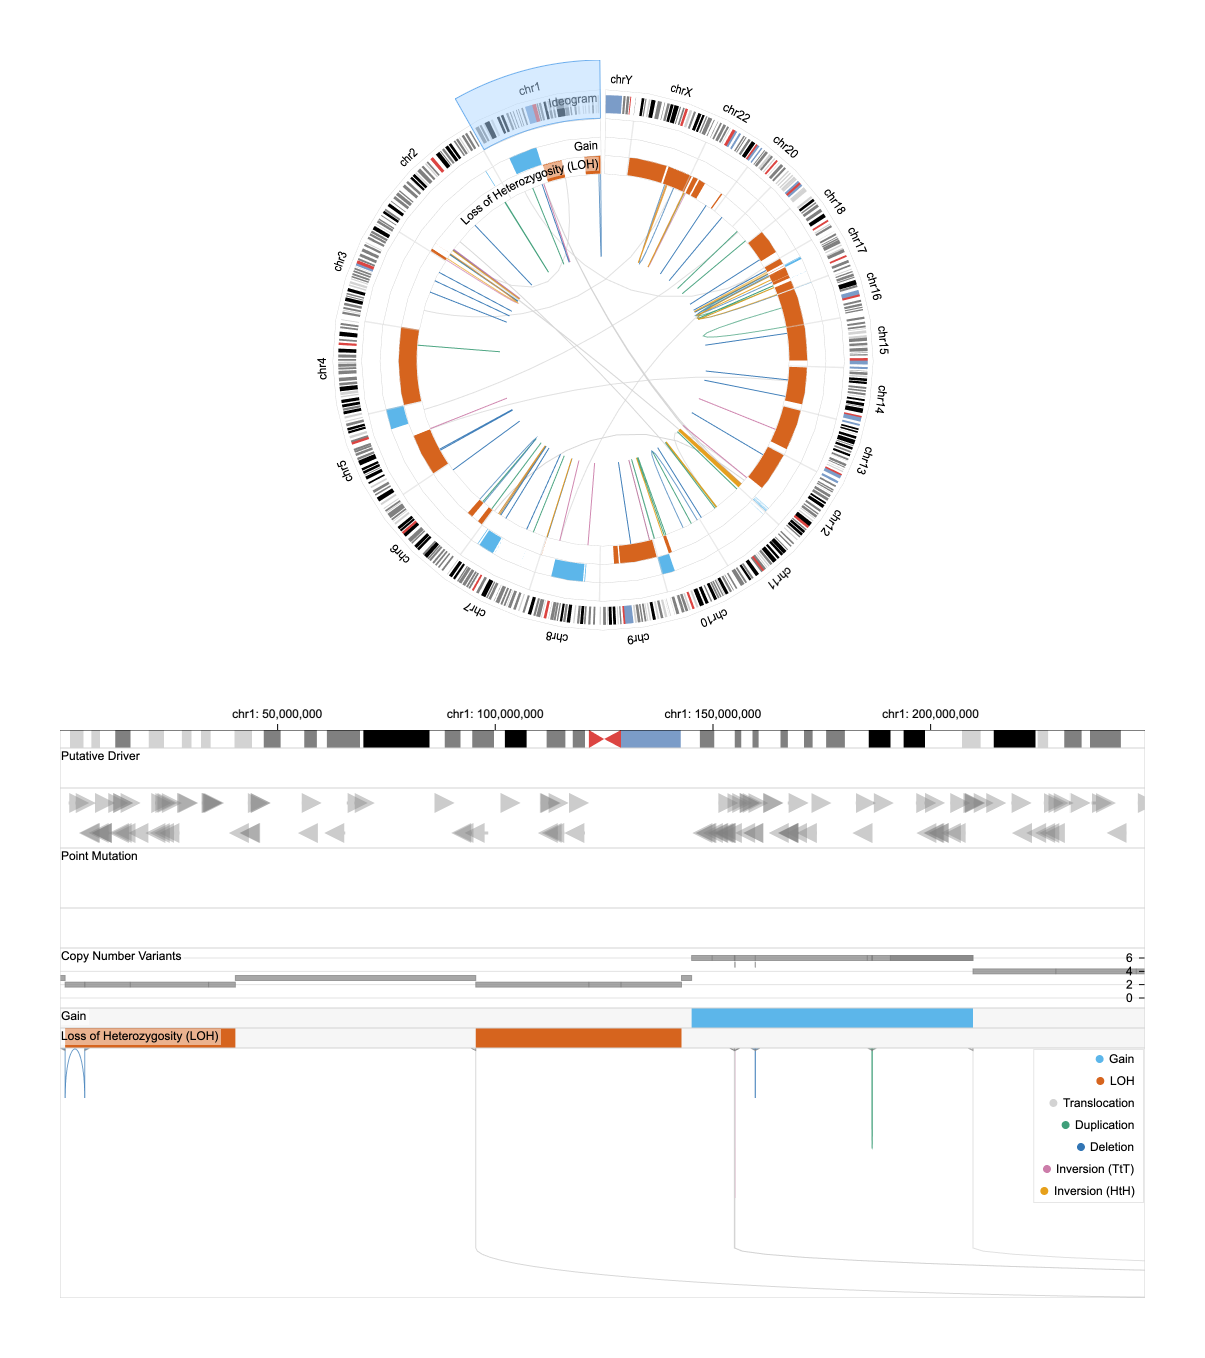 chrY
chrX
chr22
chr20
chr18
chr17
chr16
chr15
chr14
chr13
chr12
chr11
chr10
chr9
chr8
chr7
chr6
chr5
chr4
chr3
chr2
chr1
Ideogram
Gain
Loss of Heterozygosity (LOH)
chr1: 50,000,000
chr1: 100,000,000
chr1: 150,000,000
chr1: 200,000,000
Putative Driver
Point Mutation
Copy Number Variants
6
4
2
0
Gain
Loss of Heterozygosity (LOH)
Gain
LOH
Translocation
Duplication
Deletion
Inversion (TtT)
Inversion (HtH)